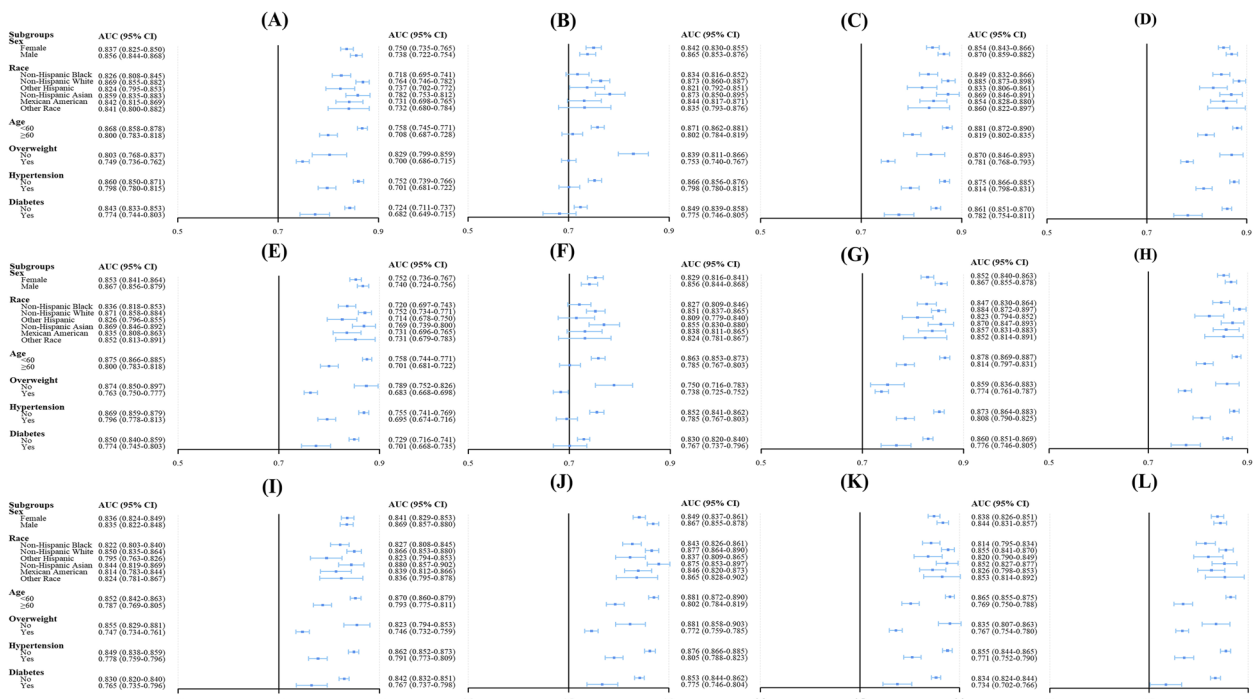 (A) (B) (C) (D)
Subgroups AUC (95% CI) AUC (95% CI) AUC (95% CI) AUC (95% CI)
Sex
Female 0.837 (0.825-0.850) 0.750 (0.735-0.765) 0.842 (0.830-0.855) 0.854 (0.843-0.866)
Male 0.856 (0.844-0.868) 0.738 (0.722-0.754) 0.865 (0.853-0.876) 0.870 (0.859-0.882)
Race
Non-Hispanic Black 0.826 (0.808-0.845) 0.718 (0.695-0.741) 0.834 (0.816-0.852) 0.849 (0.832-0.866)
Non-Hispanic White 0.869 (0.855-0.882) 0.764 (0.746-0.782) 0.873 (0.860-0.887) 0.885 (0.873-0.898)
Other Hispanic 0.824 (0.795-0.853) 0.737 (0.702-0.772) 0.821 (0.792-0.851) 0.833 (0.806-0.861)
Non-Hispanic Asian 0.859 (0.835-0.883) 0.782 (0.753-0.812) 0.873 (0.850-0.895) 0.869 (0.846-0.891)
Mexican American 0.842 (0.815-0.869) 0.731 (0.698-0.765) 0.844 (0.817-0.871) 0.854 (0.828-0.880)
Other Race 0.841 (0.800-0.882) 0.732 (0.680-0.784) 0.835 (0.793-0.876) 0.860 (0.822-0.897)
Age
<60 0.868 (0.858-0.878) 0.758 (0.745-0.771) 0.871 (0.862-0.881) 0.881 (0.872-0.890)
≥60 0.800 (0.783-0.818) 0.708 (0.687-0.728) 0.802 (0.784-0.819) 0.819 (0.802-0.835)
Overweight
No 0.803 (0.768-0.837) 0.829 (0.799-0.859) 0.839 (0.811-0.866) 0.870 (0.846-0.893)
Yes 0.749 (0.736-0.762) 0.700 (0.686-0.715) 0.753 (0.740-0.767) 0.781 (0.768-0.793)
Hypertension
No 0.860 (0.850-0.871) 0.752 (0.739-0.766) 0.866 (0.856-0.876) 0.875 (0.866-0.885)
Yes 0.798 (0.780-0.815) 0.701 (0.681-0.722) 0.798 (0.780-0.815) 0.814 (0.798-0.831)
Diabetes
No 0.843 (0.833-0.853) 0.724 (0.711-0.737) 0.849 (0.839-0.858) 0.861 (0.851-0.870)
Yes 0.774 (0.744-0.803) 0.682 (0.649-0.715) 0.775 (0.746-0.805) 0.782 (0.754-0.811)
0.5 0.7 0.9 0.5 0.7 0.9 0.5 0.7 0.9 0.5 0.7 0.9
(E) (F) (G) (H)
Subgroups AUC (95% CI) AUC (95% CI) AUC (95% CI) AUC (95% CI)
Sex
Female 0.853 (0.841-0.864) 0.752 (0.736-0.767) 0.829 (0.816-0.841) 0.852 (0.840-0.863)
Male 0.867 (0.856-0.879) 0.740 (0.724-0.756) 0.856 (0.844-0.868) 0.867 (0.855-0.878)
Race
Non-Hispanic Black 0.836 (0.818-0.853) 0.720 (0.697-0.743) 0.827 (0.809-0.846) 0.847 (0.830-0.864)
Non-Hispanic White 0.871 (0.858-0.884) 0.752 (0.734-0.771) 0.851 (0.837-0.865) 0.884 (0.872-0.897)
Other Hispanic 0.826 (0.796-0.855) 0.714 (0.678-0.750) 0.809 (0.779-0.840) 0.823 (0.794-0.852)
Non-Hispanic Asian 0.869 (0.846-0.892) 0.769 (0.739-0.800) 0.855 (0.830-0.880) 0.870 (0.847-0.893)
Mexican American 0.835 (0.808-0.863) 0.731 (0.696-0.765) 0.838 (0.811-0.865) 0.857 (0.831-0.883)
Other Race 0.852 (0.813-0.891) 0.731 (0.679-0.783) 0.824 (0.781-0.867) 0.852 (0.814-0.891)
Age
<60 0.875 (0.866-0.885) 0.758 (0.744-0.771) 0.863 (0.853-0.873) 0.878 (0.869-0.887)
≥60 0.800 (0.783-0.818) 0.701 (0.681-0.722) 0.785 (0.767-0.803) 0.814 (0.797-0.831)
Overweight
No 0.874 (0.850-0.897) 0.789 (0.752-0.826) 0.750 (0.716-0.783) 0.859 (0.836-0.883)
Yes 0.763 (0.750-0.777) 0.683 (0.668-0.698) 0.738 (0.725-0.752) 0.774 (0.761-0.787)
Hypertension
No 0.869 (0.859-0.879) 0.755 (0.741-0.769) 0.852 (0.841-0.862) 0.873 (0.864-0.883)
Yes 0.796 (0.778-0.813) 0.695 (0.674-0.716) 0.785 (0.767-0.803) 0.808 (0.790-0.825)
Diabetes
No 0.850 (0.840-0.859) 0.729 (0.716-0.741) 0.830 (0.820-0.840) 0.860 (0.851-0.869)
Yes 0.774 (0.745-0.803) 0.701 (0.668-0.735) 0.767 (0.737-0.796) 0.776 (0.746-0.805)
0.5 0.7 0.9 0.5 0.7 0.9 0.5 0.7 0.9 0.5 0.7 0.9
(I) (J) (K) (L)
Subgroups AUC (95% CI) AUC (95% CI) AUC (95% CI) AUC (95% CI)
Sex
Female 0.836 (0.824-0.849) 0.841 (0.829-0.853) 0.849 (0.837-0.861) 0.838 (0.826-0.851)
Male 0.835 (0.822-0.848) 0.869 (0.857-0.880) 0.867 (0.855-0.878) 0.844 (0.831-0.857)
Race
Non-Hispanic Black 0.822 (0.803-0.840) 0.827 (0.808-0.845) 0.843 (0.826-0.861) 0.814 (0.795-0.834)
Non-Hispanic White 0.850 (0.835-0.864) 0.866 (0.853-0.880) 0.877 (0.864-0.890) 0.855 (0.841-0.870)
Other Hispanic 0.795 (0.763-0.826) 0.823 (0.794-0.853) 0.837 (0.809-0.865) 0.820 (0.790-0.849)
Non-Hispanic Asian 0.844 (0.819-0.869) 0.880 (0.857-0.902) 0.875 (0.853-0.897) 0.852 (0.827-0.877)
Mexican American 0.814 (0.783-0.844) 0.839 (0.812-0.866) 0.846 (0.820-0.873) 0.826 (0.798-0.853)
Other Race 0.824 (0.781-0.867) 0.836 (0.795-0.878) 0.865 (0.828-0.902) 0.853 (0.814-0.892)
Age
<60 0.852 (0.842-0.863) 0.870 (0.860-0.879) 0.881 (0.872-0.890) 0.865 (0.855-0.875)
≥60 0.787 (0.769-0.805) 0.793 (0.775-0.811) 0.802 (0.784-0.819) 0.769 (0.750-0.788)
Overweight
No 0.855 (0.829-0.881) 0.823 (0.794-0.853) 0.881 (0.858-0.903) 0.835 (0.807-0.863)
Yes 0.747 (0.734-0.761) 0.746 (0.732-0.759) 0.772 (0.759-0.785) 0.767 (0.754-0.780)
Hypertension
No 0.849 (0.838-0.859) 0.862 (0.852-0.873) 0.876 (0.866-0.885) 0.855 (0.844-0.865)
Yes 0.778 (0.759-0.796) 0.791 (0.773-0.809) 0.805 (0.788-0.823) 0.771 (0.752-0.790)
Diabetes
No 0.830 (0.820-0.840) 0.842 (0.832-0.851) 0.853 (0.844-0.862) 0.834 (0.824-0.844)
Yes 0.765 (0.735-0.796) 0.767 (0.737-0.798) 0.775 (0.746-0.804) 0.734 (0.702-0.766)
0.5 0.7 0.9 0.5 0.7 0.9 0.5 0.7 0.9 0.5 0.7 0.9